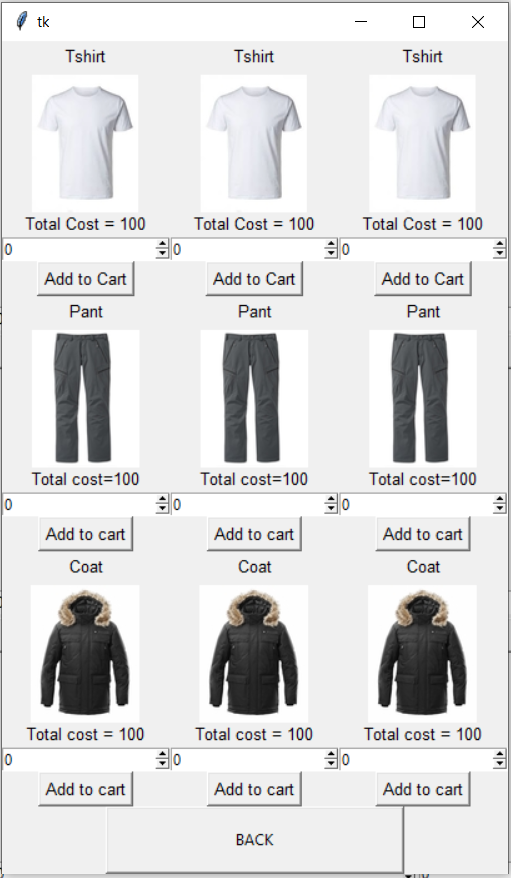 tk
Tshirt Tshirt Tshirt
Total Cost = 100 Total Cost = 100 Total Cost = 100
0 0 0
Add to Cart Add to Cart Add to Cart
Pant Pant Pant
Total cost=100 Total cost=100 Total cost=100
0 0 0
Add to cart Add to cart Add to cart
Coat Coat Coat
Total cost = 100 Total cost = 100 Total cost = 100
0 0 0
Add to cart Add to cart Add to cart
BACK